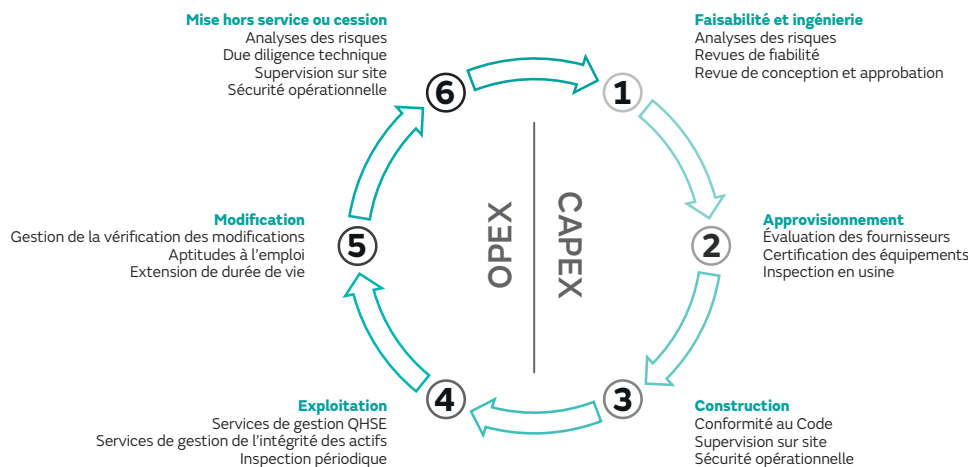 Mise hors service ou cession
Analyses des risques
Due diligence technique
Supervision sur site
Sécurité opérationnelle
6
Faisabilité et ingénierie
Analyses des risques
Revues de fiabilité
Revue de conception et approbation
1
Modification
Gestion de la vérification des modifications
Aptitudes à l'emploi
Extension de durée de vie
5
OPEX
CAPEX
Approvisionnement
Évaluation des fournisseurs
Certification des équipements
Inspection en usine
2
Exploitation
Services de gestion QHSE
Services de gestion de l'intégrité des actifs
Inspection périodique
4
Construction
Conformité au Code
Supervision sur site
Sécurité opérationnelle
3